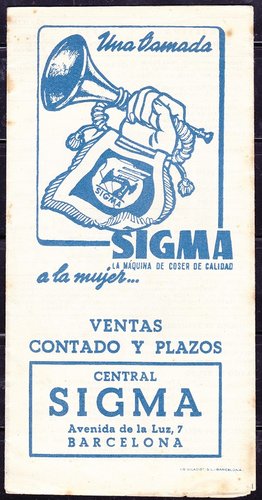 Una llamada
SIGMA
SIGMA
LA MÁQUINA DE COSER DE CALIDAD
a la mujer...
VENTAS
CONTADO Y PLAZOS
CENTRAL
SIGMA
Avenida de la Luz, 7
BARCELONA